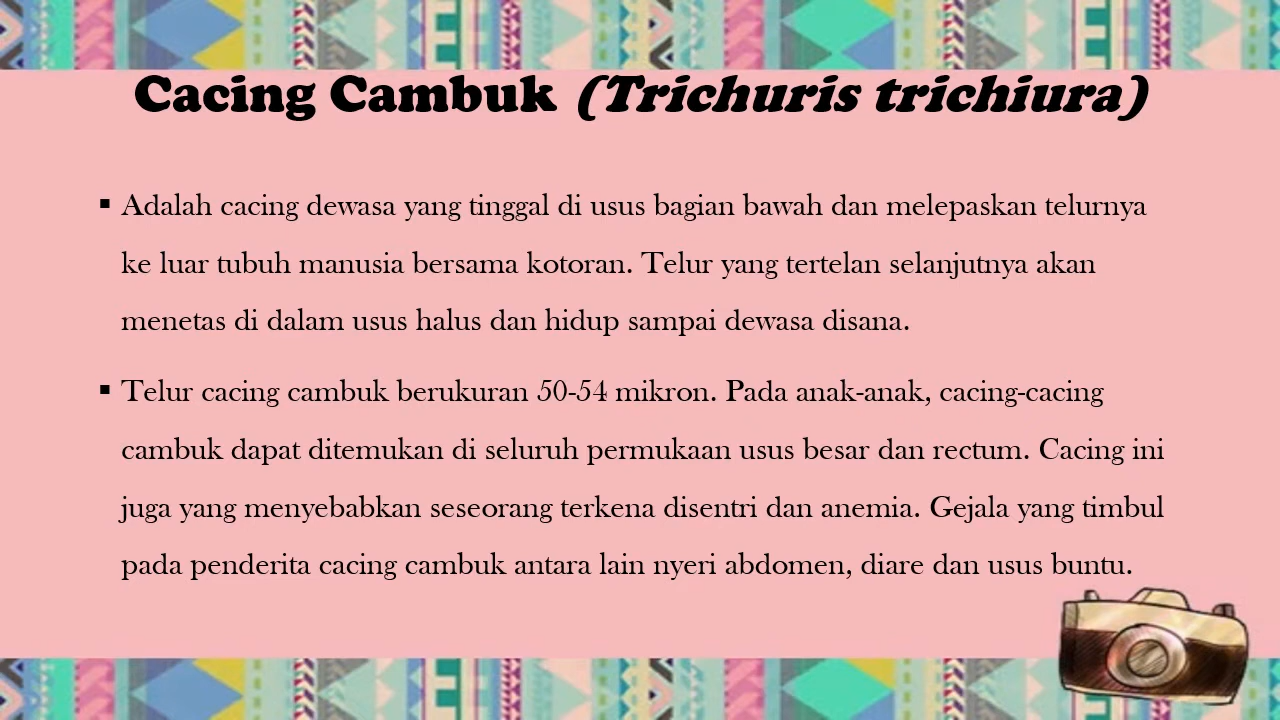 Cacing Cambuk (Trichuris trichiura)
▪ Adalah cacing dewasa yang tinggal di usus bagian bawah dan melepaskan telurnya
ke luar tubuh manusia bersama kotoran. Telur yang tertelan selanjutnya akan
menetas di dalam usus halus dan hidup sampai dewasa disana.
▪ Telur cacing cambuk berukuran 50-54 mikron. Pada anak-anak, cacing-cacing
cambuk dapat ditemukan di seluruh permukaan usus besar dan rectum. Cacing ini
juga yang menyebabkan seseorang terkena disentri dan anemia. Gejala yang timbul
pada penderita cacing cambuk antara lain nyeri abdomen, diare dan usus buntu.